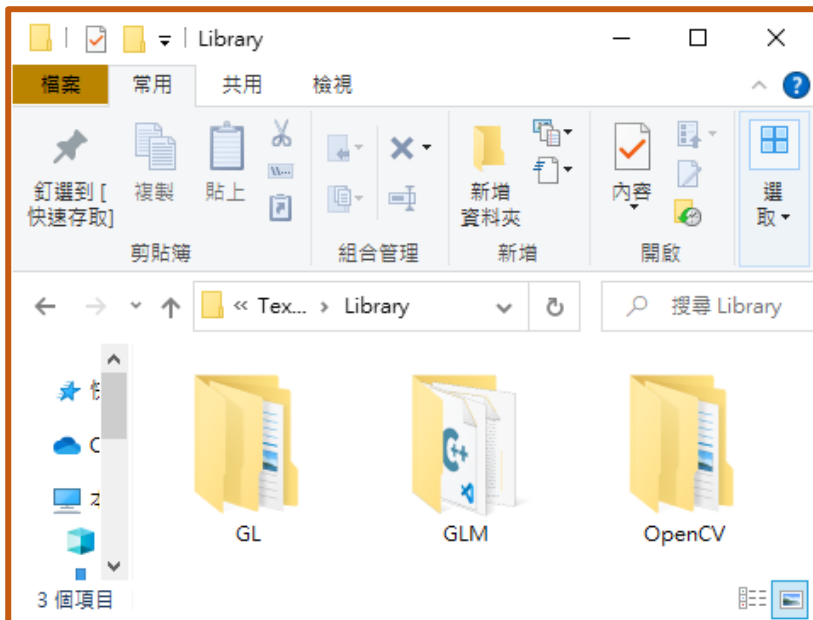 Library
檔案 常用 共用 檢視
釘選到 [
快速存取]
複製
貼上
剪貼簿
組合管理
新增
資料夾
新增
內容
開啟
選
取
« Tex... › Library
搜尋 Library
C++
GL
GLM
OpenCV
3 個項目